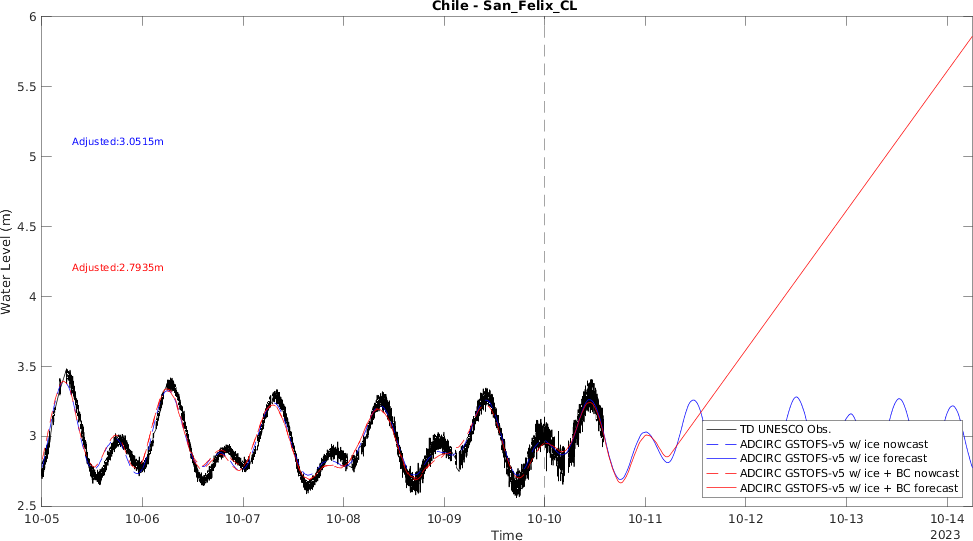 Chile - San_Felix_CL
6
5.5
5
4.5
4
3.5
3
2.5
Water Level (m)
Adjusted:3.0515m
Adjusted:2.7935m
TD UNESCO Obs.
ADCIRC GSTOFS-v5 w/ ice nowcast
ADCIRC GSTOFS-v5 w/ ice forecast
ADCIRC GSTOFS-v5 w/ ice + BC nowcast
ADCIRC GSTOFS-v5 w/ ice + BC forecast
10-05 10-06 10-07 10-08 10-09 10-10 10-11 10-12 10-13 10-14
2023
Time